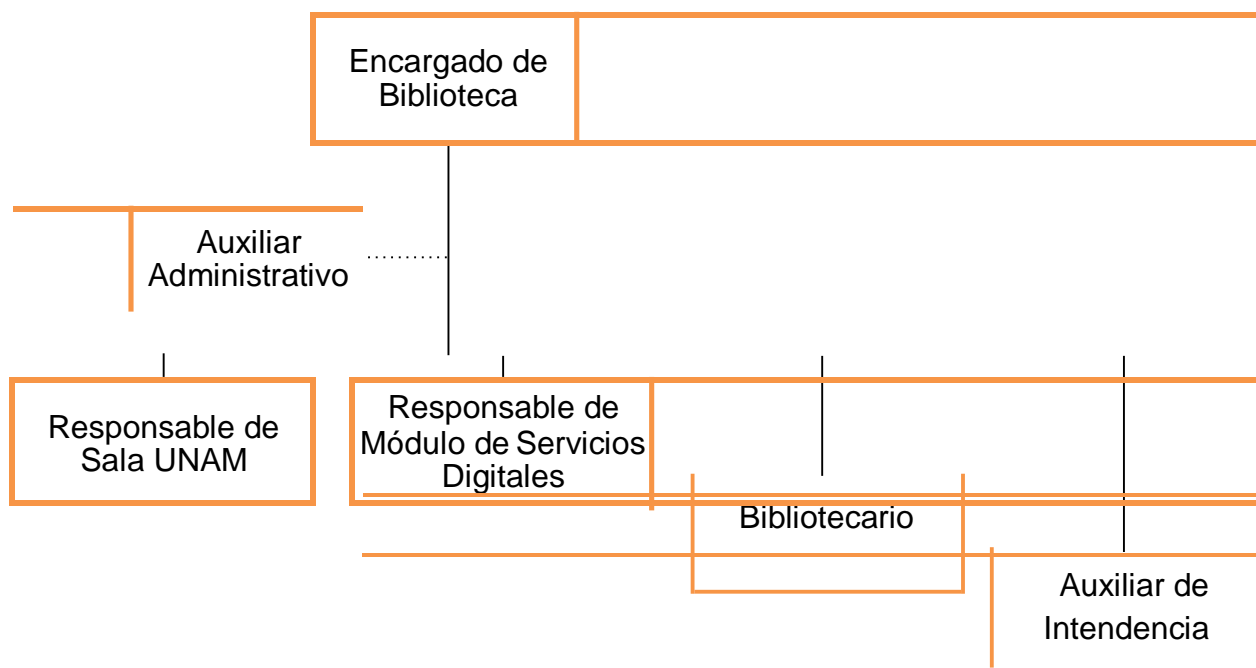 Encargado de
Biblioteca
Auxiliar
Administrativo
Responsable de
Sala UNAM
Responsable de
Módulo de Servicios
Digitales
Bibliotecario
Auxiliar de
Intendencia